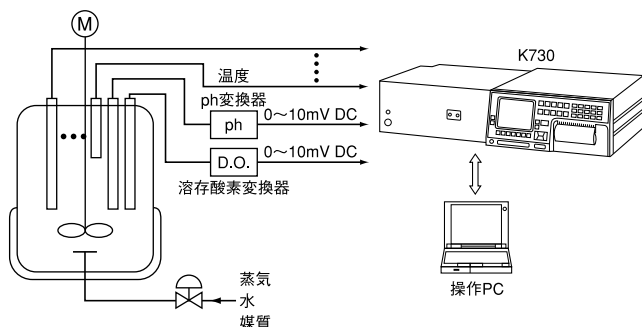 M
K730
温度
ph変換器
ph
0〜10mV DC
D.O.
0〜10mV DC
溶存酸素変換器
操作PC
蒸気
水
媒質